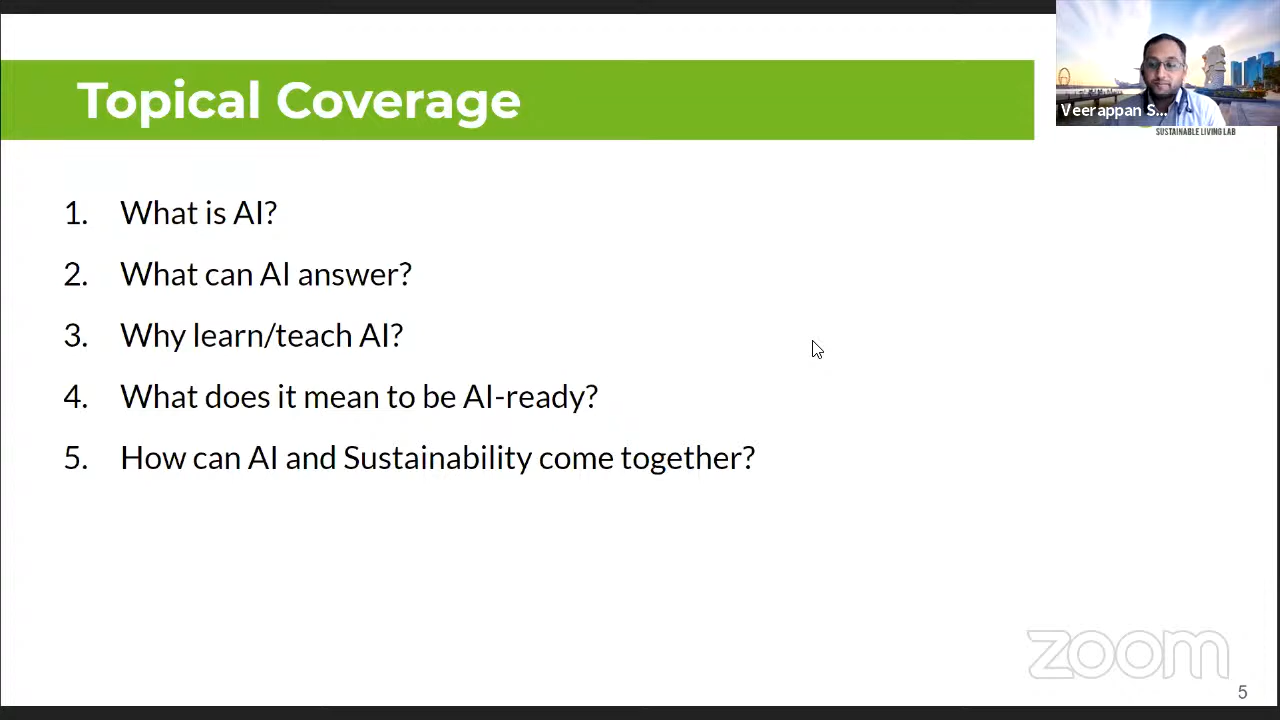 Topical Coverage
Veerappan S...
SUSTAINABLE LIVING LAB
1. What is AI?
2. What can AI answer?
3. Why learn/teach AI?
4. What does it mean to be AI-ready?
5. How can AI and Sustainability come together?
zoom
5